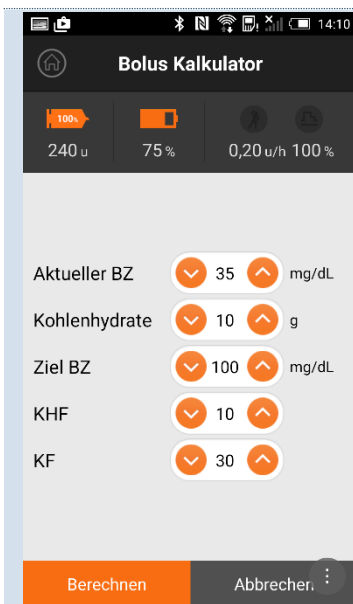 14:10
Bolus Kalkulator
100%
240 u 75 % 0,20 u/h 100 %
Aktueller BZ 35 mg/dL
Kohlenhydrate 10 g
Ziel BZ 100 mg/dL
KHF 10
KF 30
Berechnen Abbrechen